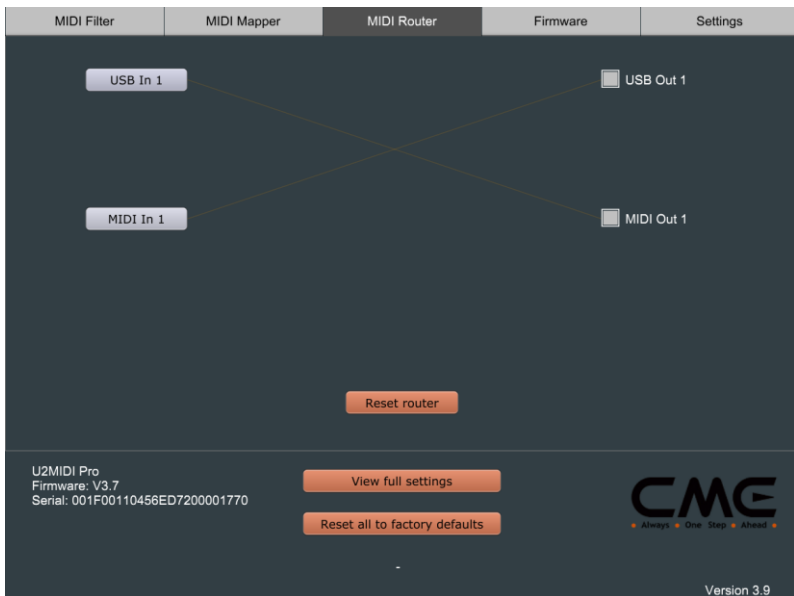 MIDI Filter
MIDI Mapper
MIDI Router
Firmware
Settings
USB In 1
USB Out 1
MIDI In 1
MIDI Out 1
Reset router
U2MIDI Pro
Firmware: V3.7
Serial: 001F00110456ED7200001770
View full settings
Reset all to factory defaults
-
CME
• Always • One Step • Ahead •
Version 3.9